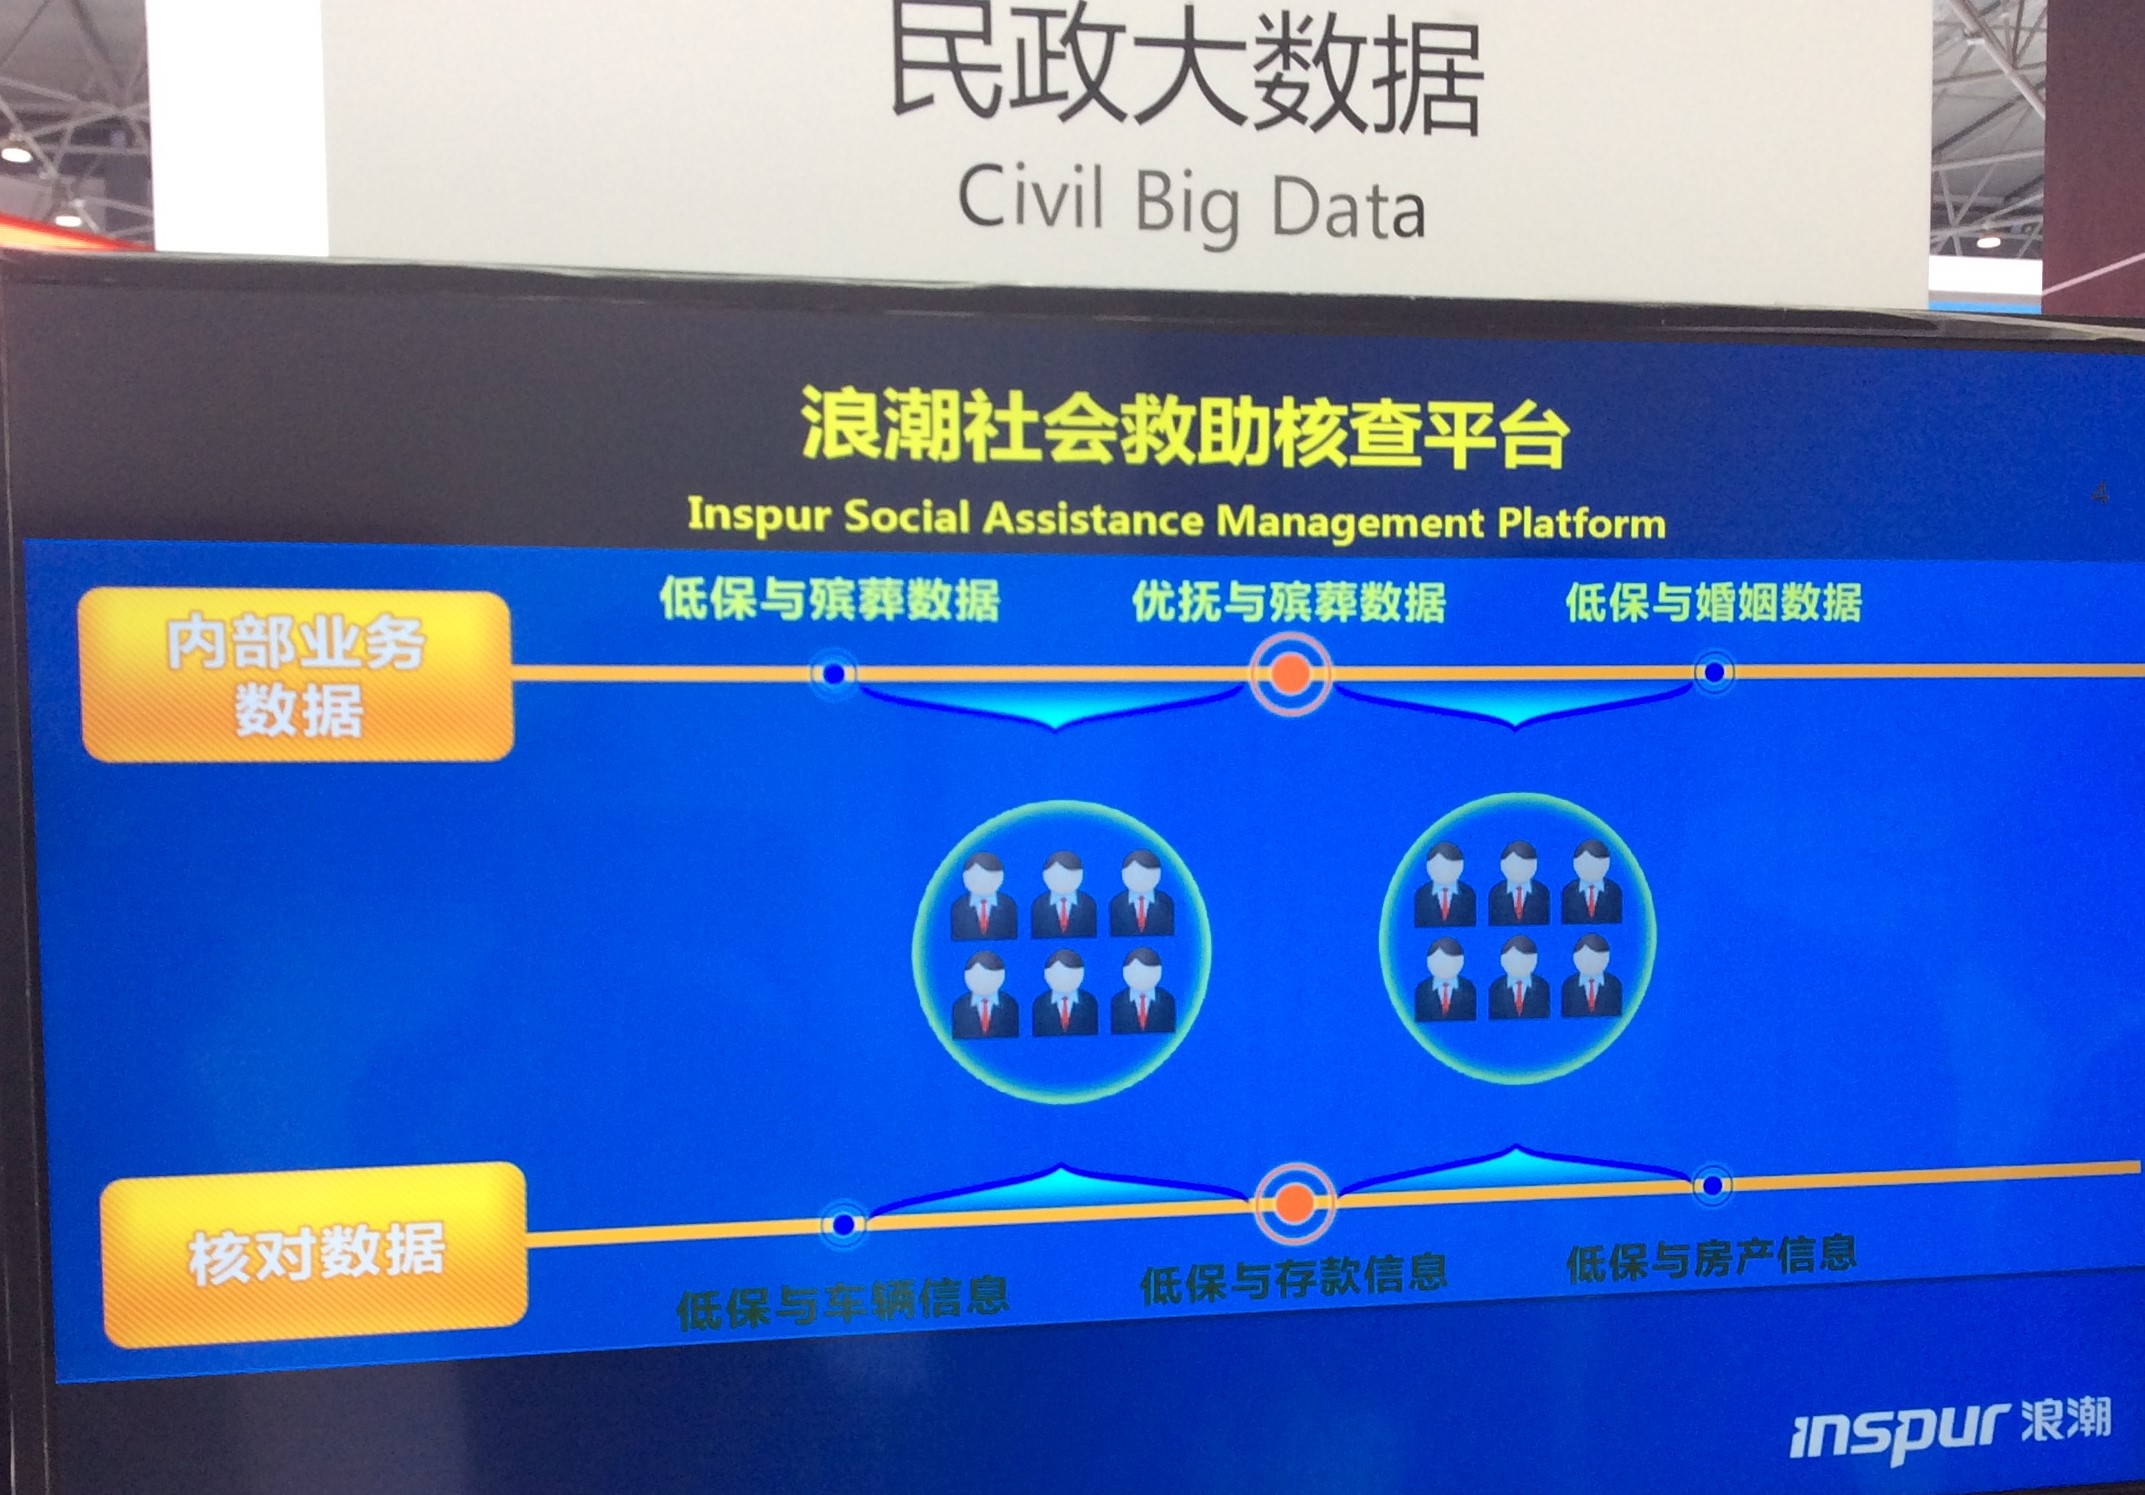 民政大数据
Civil Big Data
浪潮社会救助核查平台
Inspur Social Assistance Management Platform
4
内部业务
数据
低保与殡葬数据
优抚与殡葬数据
低保与婚姻数据
核对数据
低保与车辆信息
低保与存款信息
低保与房产信息
inspur 浪潮